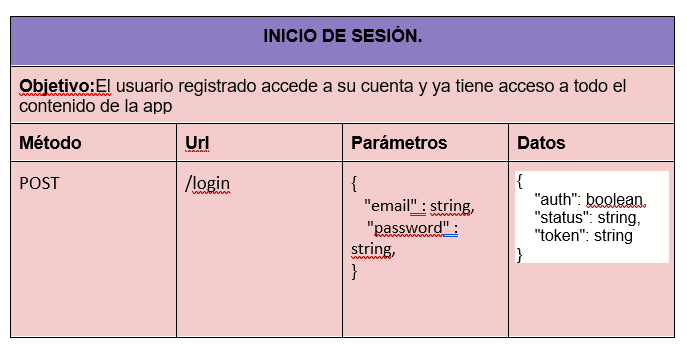 INICIO DE SESIÓN.
Objetivo:El usuario registrado accede a su cuenta y ya tiene acceso a todo el
contenido de la app
Método
Url
Parámetros
Datos
POST
/login
{
"email" : string,
"password" :
string,
}
{
"auth": boolean,
"status": string,
"token": string
}